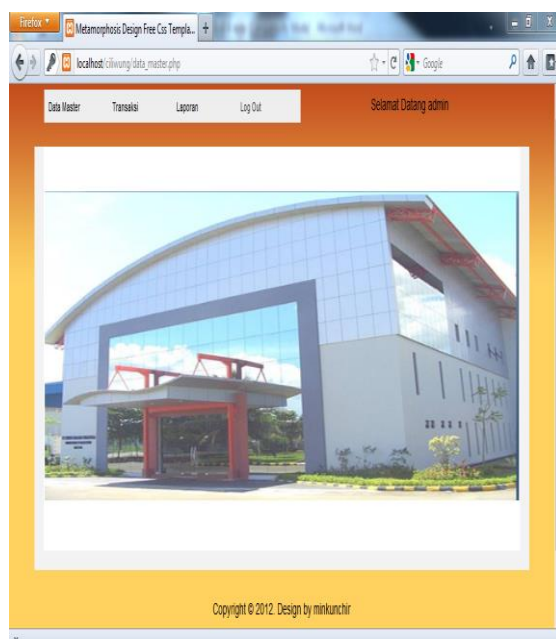 Firefox
Metamorphosis Design Free Css Templa...
localhost/ciliwung/data_master.php
Google
Data Master Transaksi Laporan Log Out
Selamat Datang admin
Copyright © 2012. Design by minkunchir